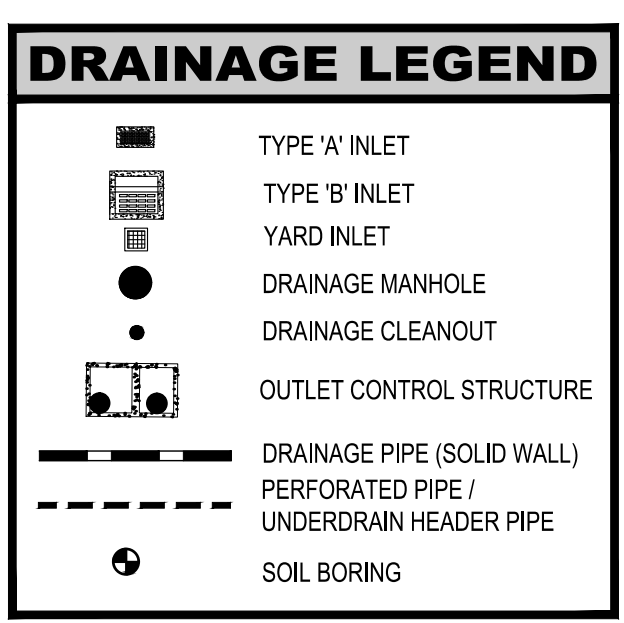 DRAINAGE LEGEND
TYPE 'A' INLET
TYPE 'B' INLET
YARD INLET
DRAINAGE MANHOLE
DRAINAGE CLEANOUT
OUTLET CONTROL STRUCTURE
DRAINAGE PIPE (SOLID WALL)
PERFORATED PIPE /
UNDERDRAIN HEADER PIPE
SOIL BORING